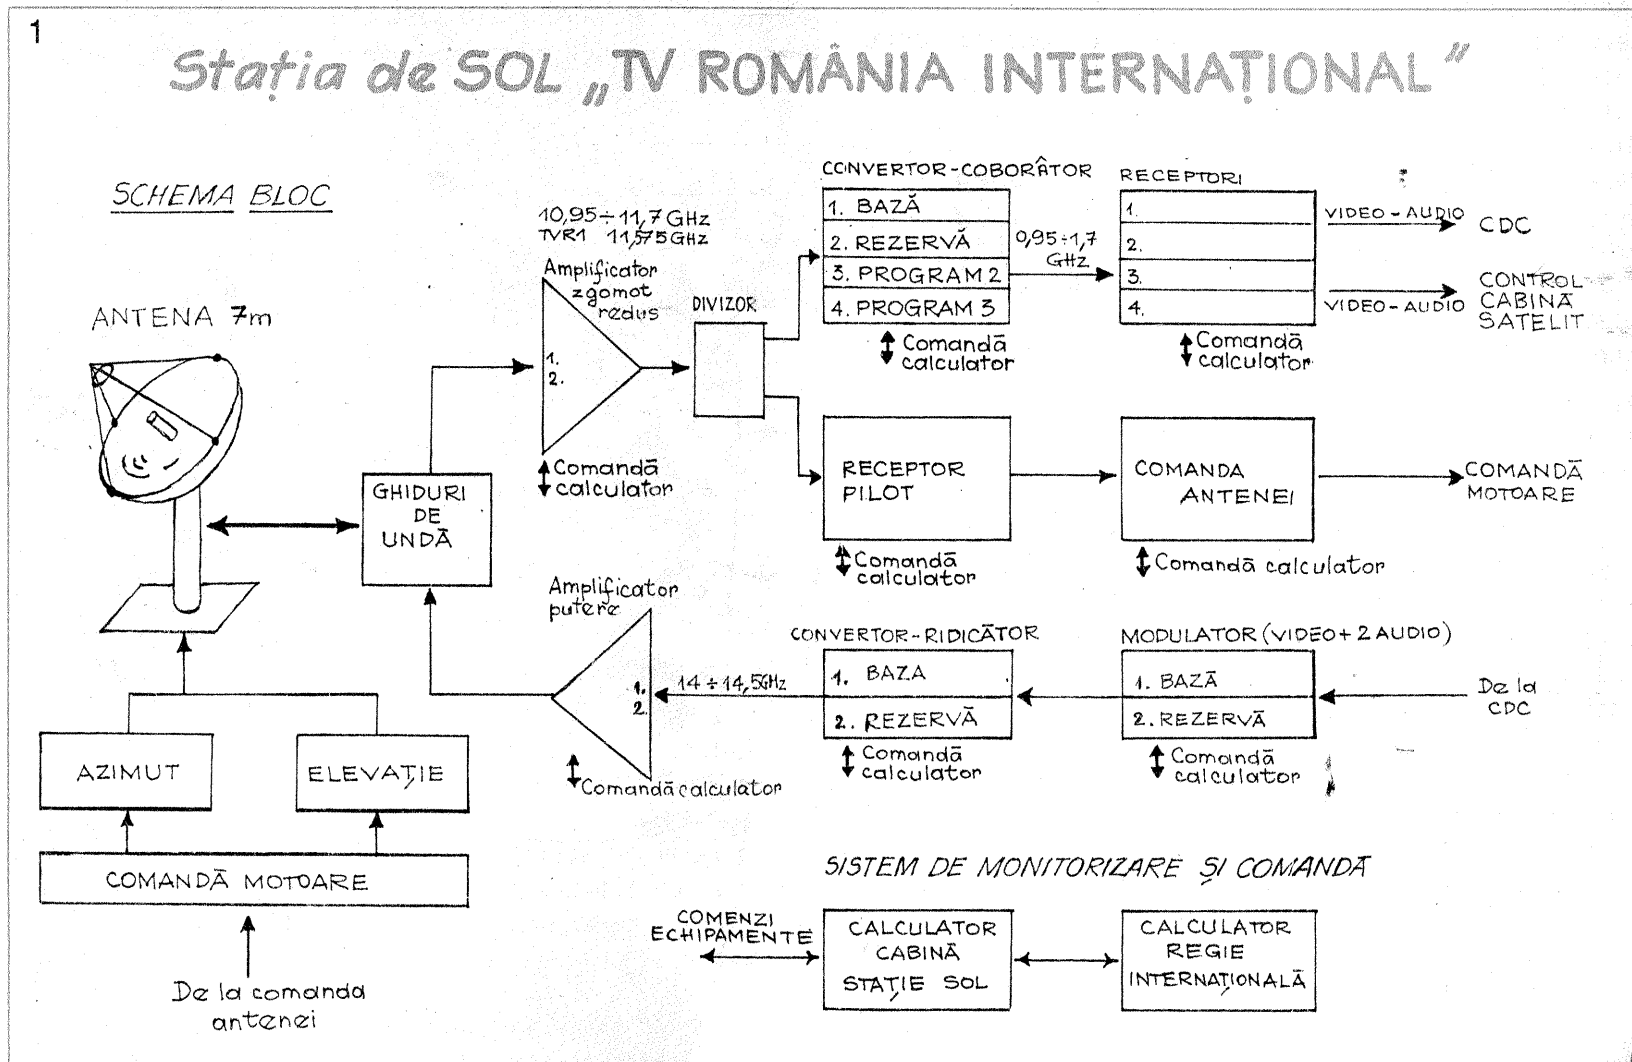 1
Stația de SOL „TV ROMÂNIA INTERNAȚIONAL”
SCHEMA BLOC
ANTENA 7m
10,95÷11,7 GHz
TVR1 11,575GHz
Amplificator
zgomot
redus
1.
2.
Comandă
calculator
DIVIZOR
CONVERTOR-COBORÂTOR
1. BAZĂ
2. REZERVĂ
3. PROGRAM 2
4. PROGRAM 3
Comandă
calculator
0,95÷1,7
GHz
RECEPTORI
1.
2.
3.
4.
Comandă
calculator
VIDEO-AUDIO
CDC
VIDEO-AUDIO
CONTROL
CABINĂ
SATELIT
GHIDURI
DE
UNDĂ
RECEPTOR
PILOT
Comandă
calculator
COMANDA
ANTENEI
Comandă calculator
COMANDĂ
MOTOARE
Amplificator
putere
1.
2.
Comandă calculator
14÷14,5GHz
CONVERTOR-RIDICĂTOR
1. BAZA
2. REZERVĂ
Comandă
calculator
MODULATOR (VIDEO+2 AUDIO)
1. BAZĂ
2. REZERVĂ
Comandă
calculator
De la
CDC
AZIMUT
ELEVAȚIE
COMANDĂ MOTOARE
De la comanda
antenei
SISTEM DE MONITORIZARE ȘI COMANDĂ
COMENZI
ECHIPAMENTE
CALCULATOR
CABINĂ
STAȚIE SOL
CALCULATOR
REGIE
INTERNAȚIONALĂ